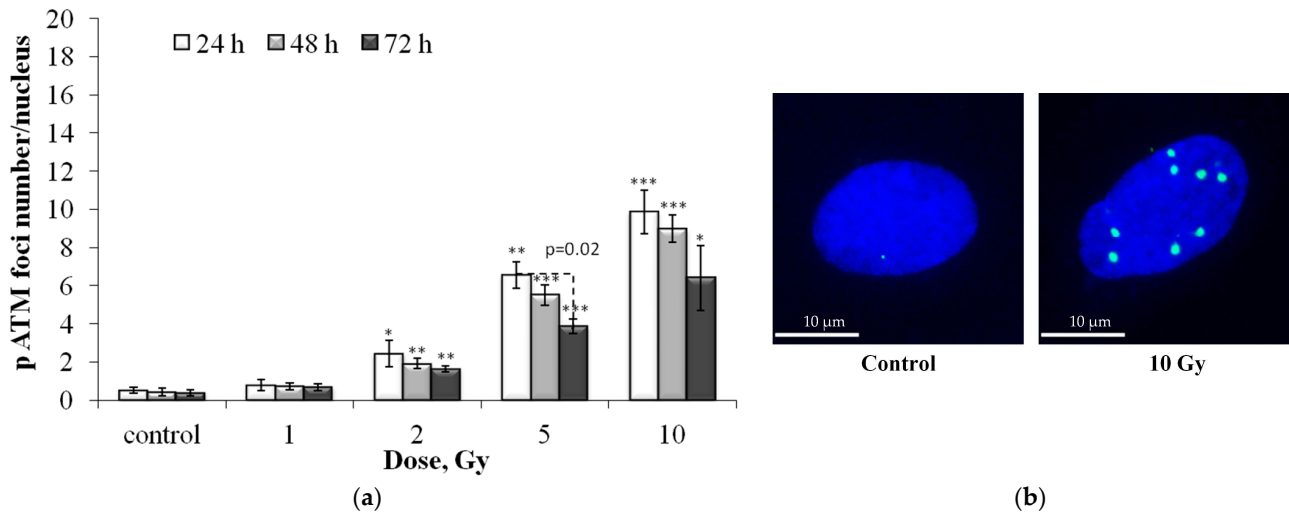 20
18
16
14
12
10
8
6
4
2
0
p ATM foci number/nucleus
24 h 48 h 72 h
***
***
*
**
p=0.02
***
***
*
**
**
control 1 2 5 10
Dose, Gy
(a)
10 µm
10 µm
Control
10 Gy
(b)